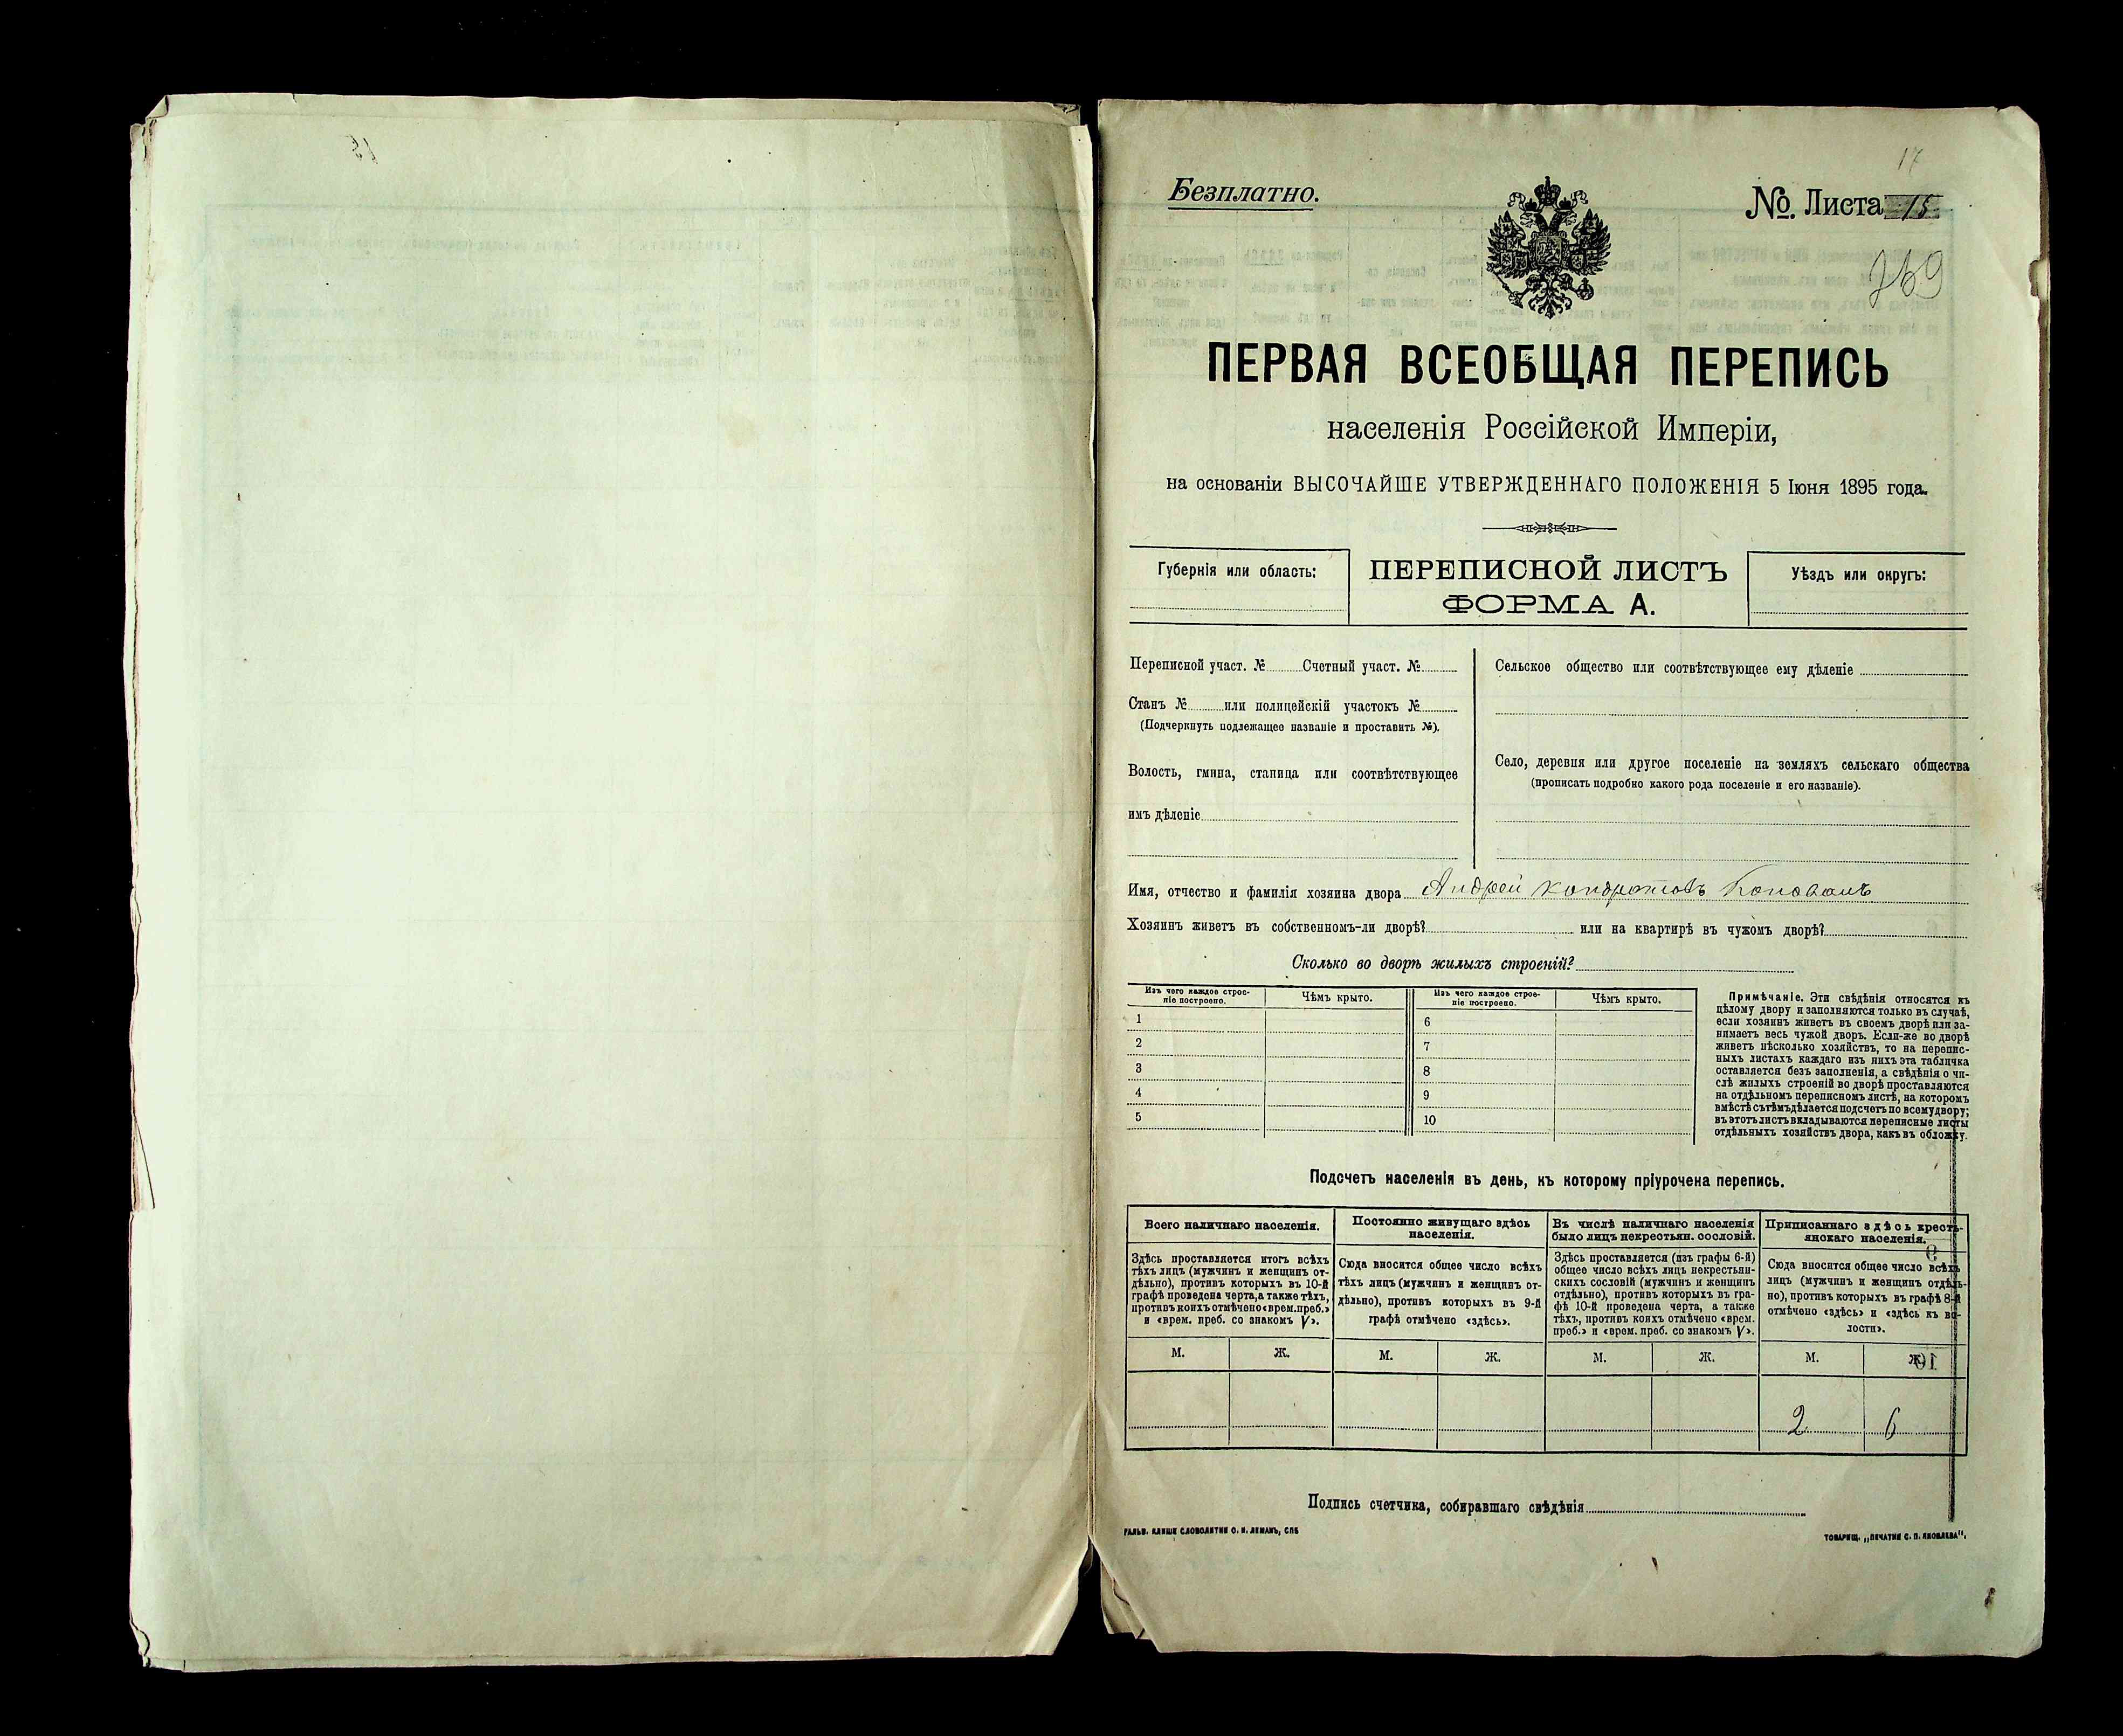 17
Безплатно.
№. Листа 15
ПЕРВАЯ ВСЕОБЩАЯ ПЕРЕПИСЬ
населенія Россійской Имперіи,
на основаніи ВЫСОЧАЙШЕ УТВЕРЖДЕННАГО ПОЛОЖЕНІЯ 5 Іюня 1895 года.
Губернія или область:
ПЕРЕПИСНОЙ ЛИСТЪ
ФОРМА А.
Уѣздъ или округъ:
Переписной участ. № Счетный участ. №
Станъ № или полицейскій участокъ №
(Подчеркнуть подлежащее названіе и проставить №).
Волость, гмина, станица или соотвѣтствующее
имъ дѣленіе
Сельское общество или соотвѣтствующее ему дѣленіе
Село, деревня или другое поселеніе на земляхъ сельскаго общества
(прописать подробно какого рода поселеніе и его названіе).
Имя, отчество и фамилія хозяина двора Андрей Кондратовъ Коновалъ
Хозяинъ живетъ въ собственномъ-ли дворѣ? или на квартирѣ въ чужомъ дворѣ?
Сколько во дворѣ жилыхъ строеній?
Изъ чего каждое строе-
ніе построено.
Чѣмъ крыто.
Изъ чего каждое строе-
ніе построено.
Чѣмъ крыто.
1
6
2
7
3
8
4
9
5
10
Примѣчаніе. Эти свѣдѣнія относятся къ
цѣлому двору и заполняются только въ случаѣ,
если хозяинъ живетъ въ своемъ дворѣ или за-
нимаетъ весь чужой дворъ. Если-же во дворѣ
живетъ нѣсколько хозяйствъ, то на перепис-
ныхъ листахъ каждаго изъ нихъ эта табличка
оставляется безъ заполненія, а свѣдѣнія о чи-
слѣ жилыхъ строеній во дворѣ проставляются
на отдѣльномъ переписномъ листѣ, на которомъ
вмѣстѣ съ тѣмъ дѣлается подсчетъ по всему двору;
въ этотъ листъ вкладываются переписные листы
отдѣльныхъ хозяйствъ двора, какъ въ обложку.
Подсчетъ населенія въ день, къ которому пріурочена перепись.
Всего наличнаго населенія.
Здѣсь проставляется итогъ всѣхъ
тѣхъ лицъ (мужчинъ и женщинъ от-
дѣльно), противъ которыхъ въ 10-й
графѣ проведена черта, а также тѣхъ,
противъ коихъ отмѣчено «врем. преб.»
и «врем. преб. со знакомъ V».
Постоянно живущаго здѣсь
населенія.
Сюда вносится общее число всѣхъ
тѣхъ лицъ (мужчинъ и женщинъ от-
дѣльно), противъ которыхъ въ 9-й
графѣ отмѣчено «здѣсь».
Въ числѣ наличнаго населенія
было лицъ некрестьян. сословій.
Здѣсь проставляется (изъ графы 6-й)
общее число всѣхъ лицъ некрестьян-
скихъ сословій (мужчинъ и женщинъ
отдѣльно), противъ которыхъ въ гра-
фѣ 10-й проведена черта, а также
тѣхъ, противъ коихъ отмѣчено «врем.
преб.» и «врем. преб. со знакомъ V».
Приписаннаго здѣсь кресть-
янскаго населенія.
Сюда вносится общее число всѣхъ
лицъ (мужчинъ и женщинъ отдѣль-
но), противъ которыхъ въ графѣ 8-й
отмѣчено «здѣсь» и «здѣсь къ во-
лости».
М. Ж. М. Ж. М. Ж. М. Ж.
2 6
Подпись счетчика, собиравшаго свѣдѣнія
ГАЛЬВ. КЛИШЕ СЛОВОЛИТНИ О. И. ЛЕМАНЪ, СПБ
ТОВАРИЩ. „ПЕЧАТНИ С. П. ЯКОВЛЕВА".